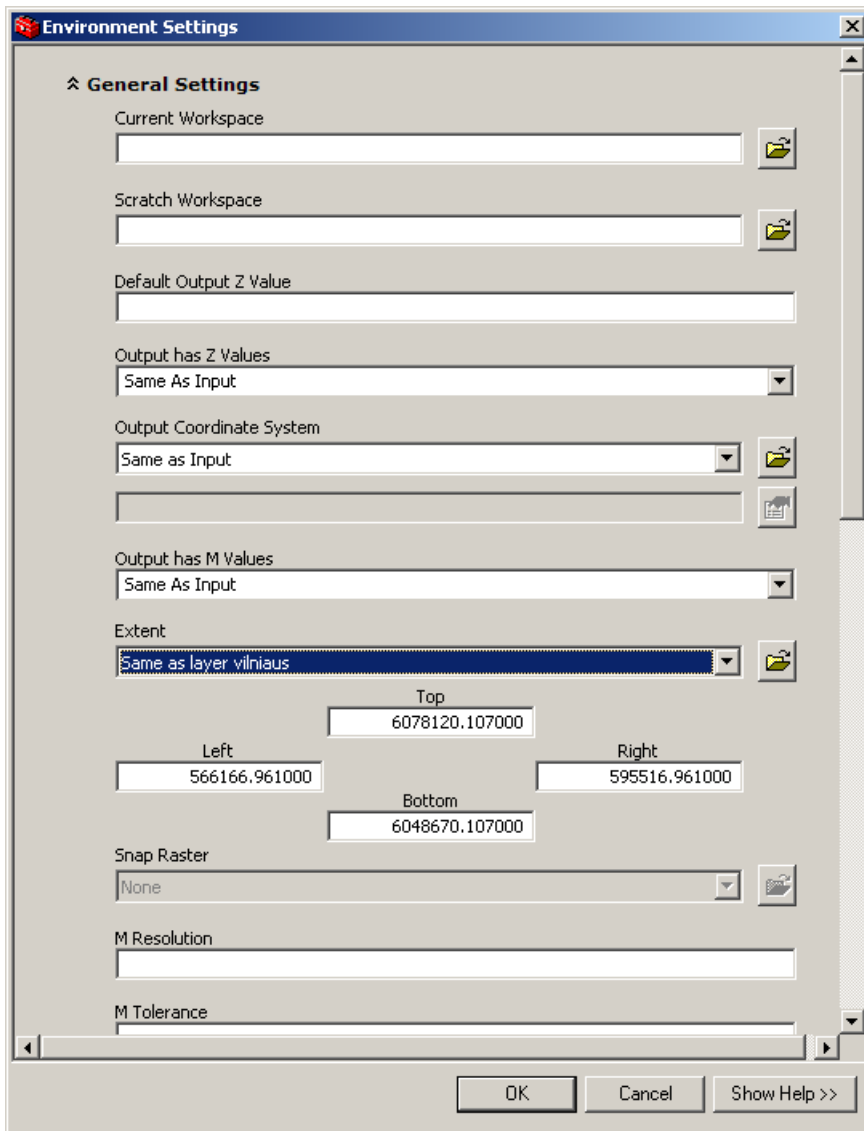 Environment Settings
General Settings
Current Workspace
Scratch Workspace
Default Output Z Value
Output has Z Values
Same As Input
Output Coordinate System
Same as Input
Output has M Values
Same As Input
Extent
Same as layer vilniaus
Top
6078120.107000
Left
Right
566166.961000
595516.961000
Bottom
6048670.107000
Snap Raster
None
M Resolution
M Tolerance
OK
Cancel
Show Help >>